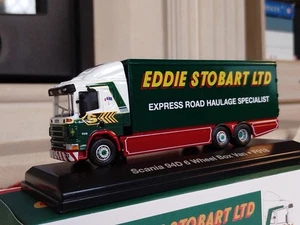 EDDIE STOBART LTD
EXPRESS ROAD HAULAGE SPECIALIST
Scania 94D 6 Wheel Box Van -
STOBART LTD